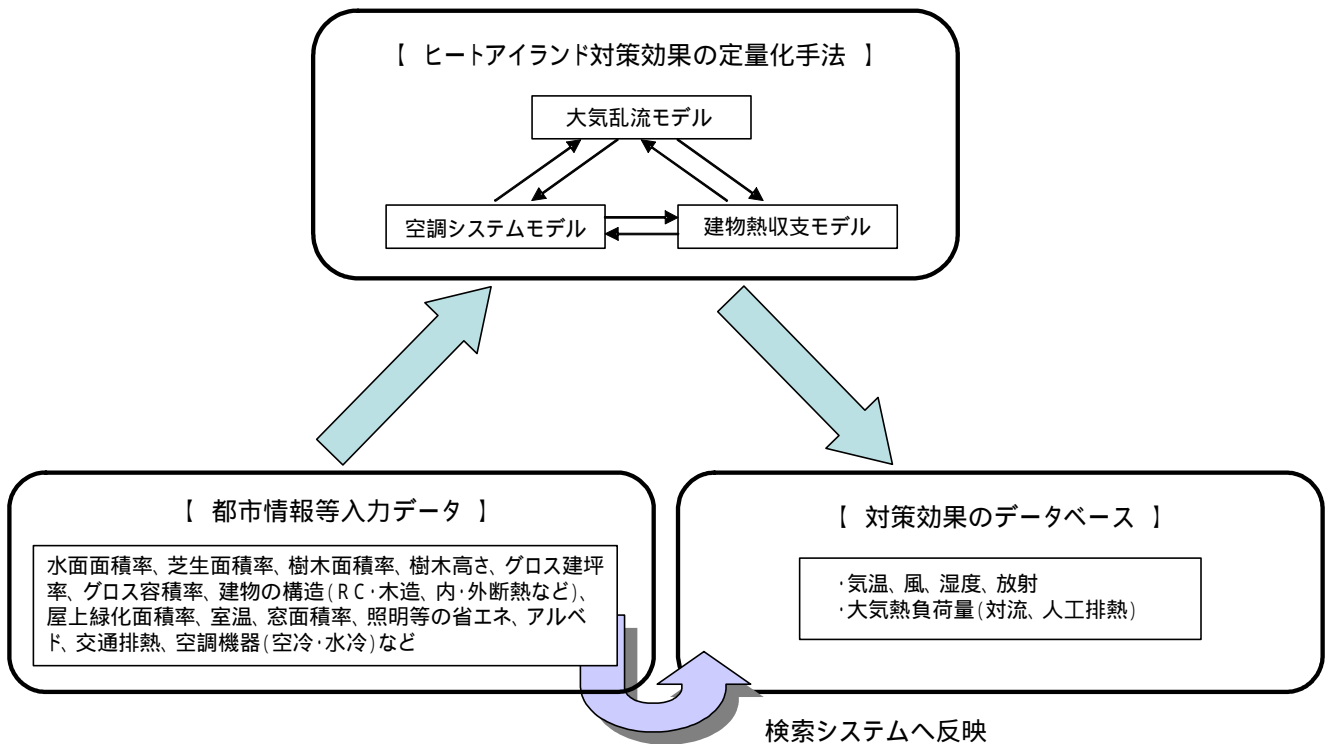 【 ヒートアイランド対策効果の定量化手法 】
大気乱流モデル
空調システムモデル
建物熱収支モデル
【 都市情報等入力データ 】
水面面積率、芝生面積率、樹木面積率、樹木高さ、グロス建坪
率、グロス容積率、建物の構造(RC・木造、内・外断熱など)、
屋上緑化面積率、室温、窓面積率、照明等の省エネ、アルベ
ド、交通排熱、空調機器(空冷・水冷)など
【 対策効果のデータベース 】
・気温、風、湿度、放射
・大気熱負荷量(対流、人工排熱)
検索システムへ反映